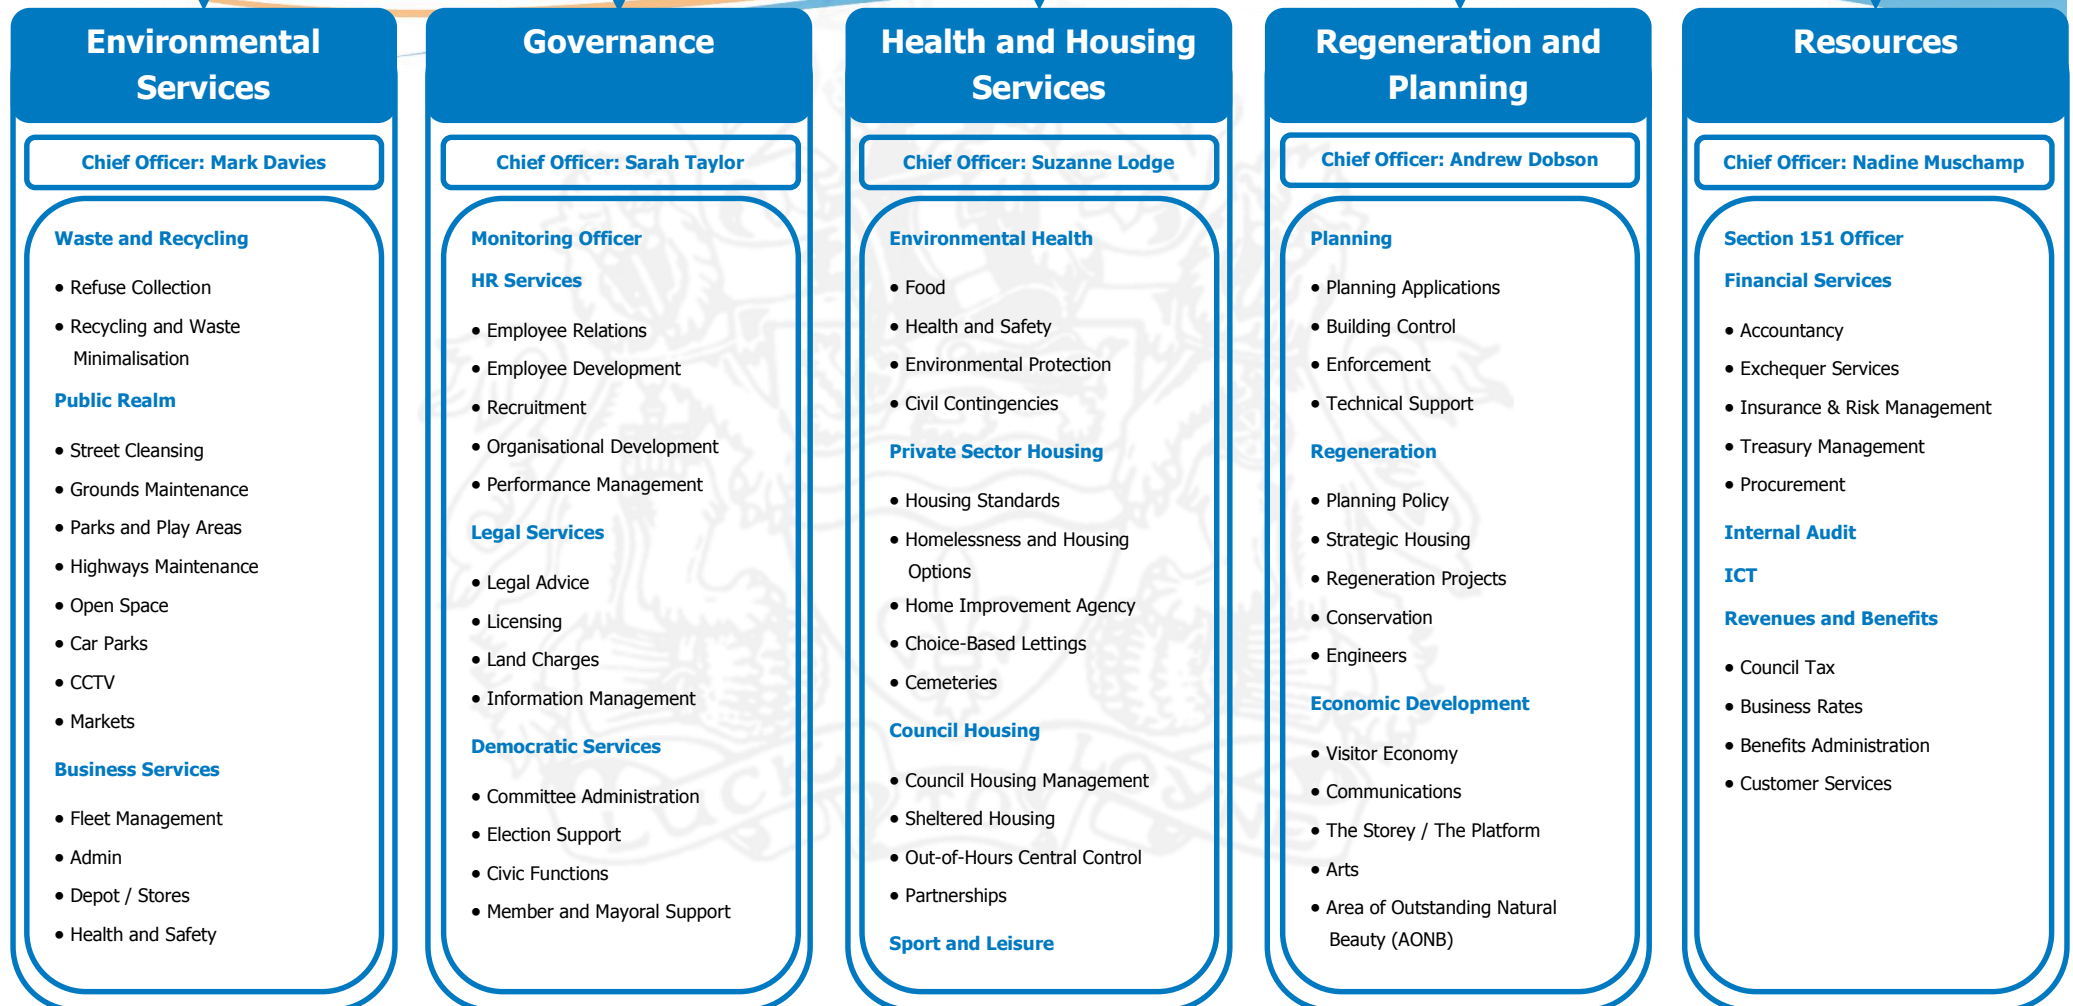 Environmental
Services
Chief Officer: Mark Davies
Waste and Recycling
• Refuse Collection
• Recycling and Waste
Minimalisation
Public Realm
• Street Cleansing
• Grounds Maintenance
• Parks and Play Areas
• Highways Maintenance
• Open Space
• Car Parks
• CCTV
• Markets
Business Services
• Fleet Management
• Admin
• Depot / Stores
• Health and Safety
Governance
Chief Officer: Sarah Taylor
Monitoring Officer
HR Services
• Employee Relations
• Employee Development
• Recruitment
• Organisational Development
• Performance Management
Legal Services
• Legal Advice
• Licensing
• Land Charges
• Information Management
Democratic Services
• Committee Administration
• Election Support
• Civic Functions
• Member and Mayoral Support
Health and Housing
Services
Chief Officer: Suzanne Lodge
Environmental Health
• Food
• Health and Safety
• Environmental Protection
• Civil Contingencies
Private Sector Housing
• Housing Standards
• Homelessness and Housing
Options
• Home Improvement Agency
• Choice-Based Lettings
• Cemeteries
Council Housing
• Council Housing Management
• Sheltered Housing
• Out-of-Hours Central Control
• Partnerships
Sport and Leisure
Regeneration and
Planning
Chief Officer: Andrew Dobson
Planning
• Planning Applications
• Building Control
• Enforcement
• Technical Support
Regeneration
• Planning Policy
• Strategic Housing
• Regeneration Projects
• Conservation
• Engineers
Economic Development
• Visitor Economy
• Communications
• The Storey / The Platform
• Arts
• Area of Outstanding Natural
Beauty (AONB)
Resources
Chief Officer: Nadine Muschamp
Section 151 Officer
Financial Services
• Accountancy
• Exchequer Services
• Insurance & Risk Management
• Treasury Management
• Procurement
Internal Audit
ICT
Revenues and Benefits
• Council Tax
• Business Rates
• Benefits Administration
• Customer Services